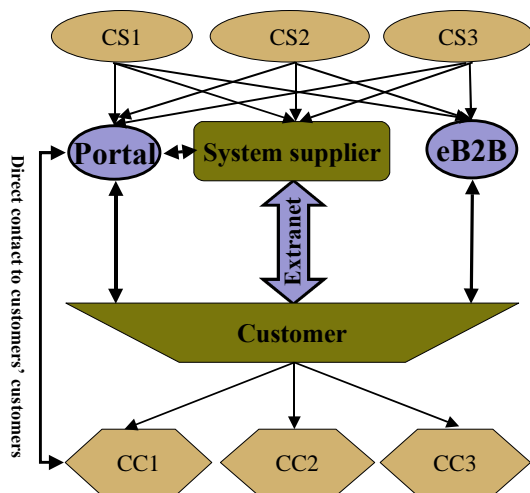 CS1
CS2
CS3
Portal
System supplier
eB2B
Direct contact to customers’ customers
Extranet
Customer
CC1
CC2
CC3